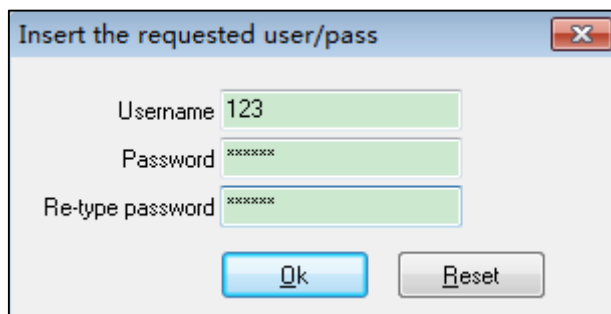 Insert the requested user/pass
Username 123
Password ******
Re-type password ******
Ok Reset